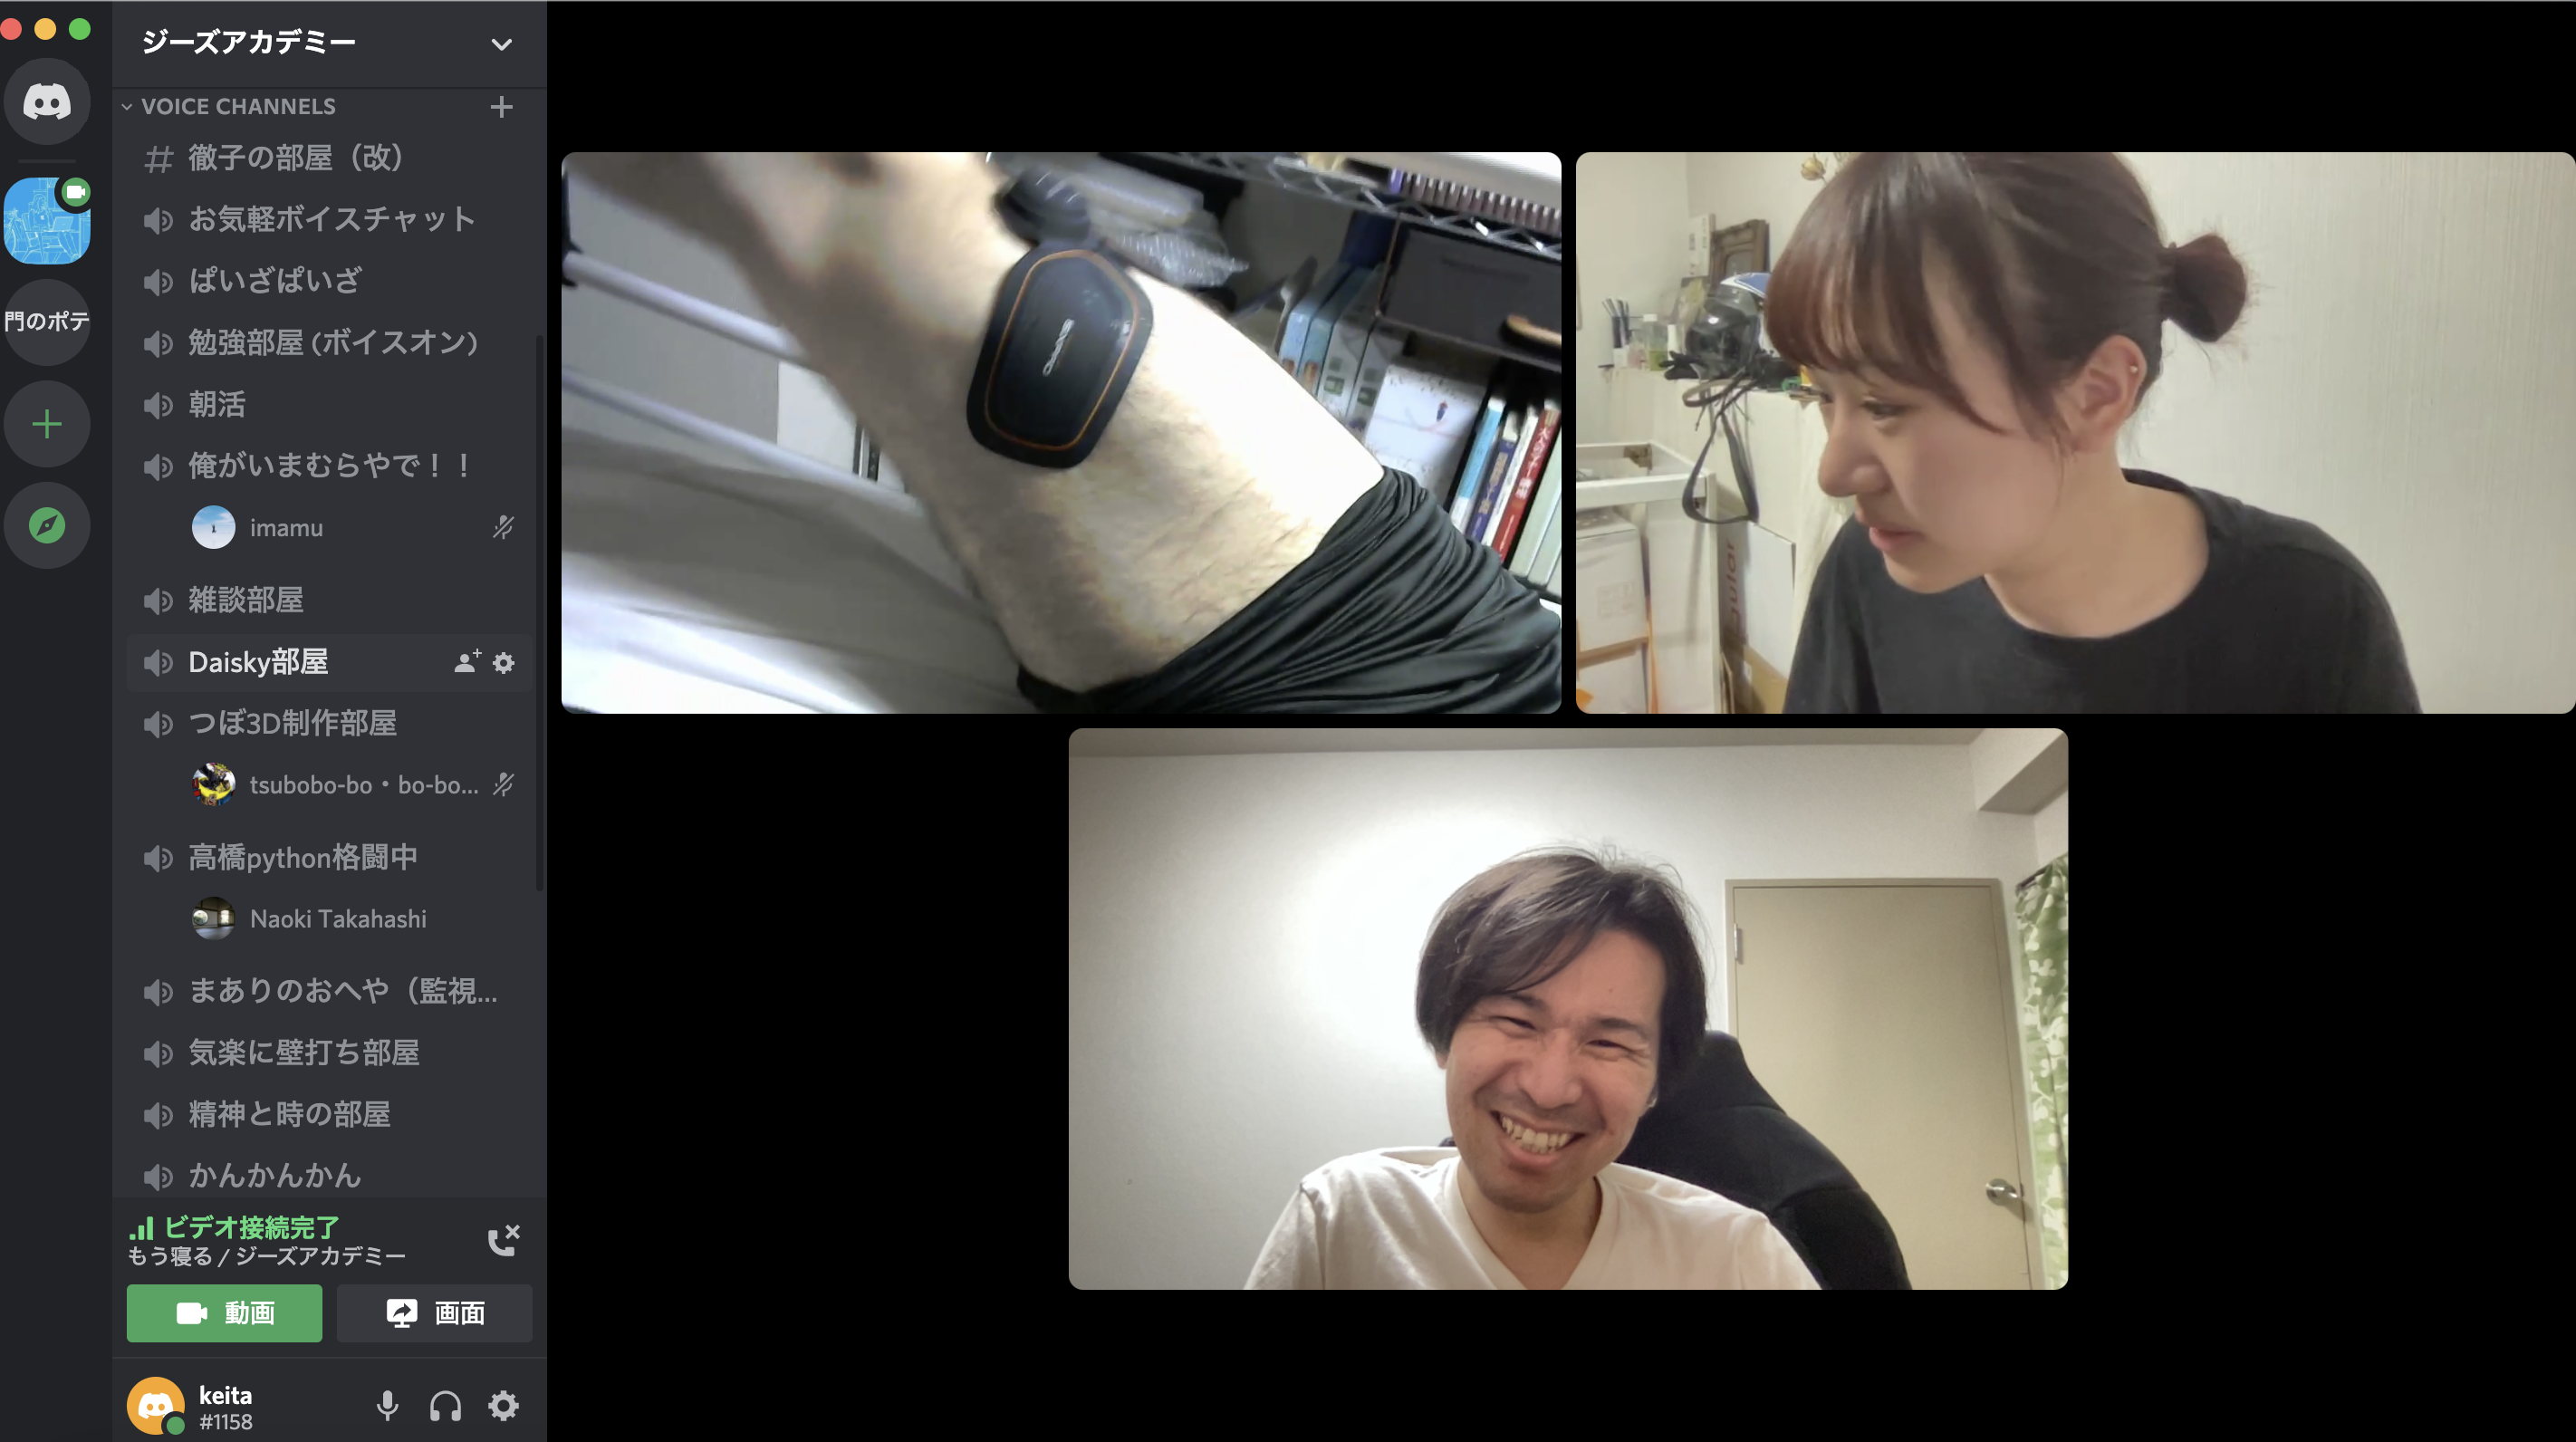 ジーズアカデミー
VOICE CHANNELS
徹子の部屋（改）
お気軽ボイスチャット
ぱいざぱいざ
門のポテ
勉強部屋 (ボイスオン)
朝活
俺がいまむらやで！！
imamu
雑談部屋
Daisky部屋
つぼ3D制作部屋
tsubobo-bo・bo-bo...
高橋python格闘中
Naoki Takahashi
まありのおへや（監視...
気楽に壁打ち部屋
精神と時の部屋
かんかんかん
ビデオ接続完了
もう寝る / ジーズアカデミー
動画
画面
keita
#1158